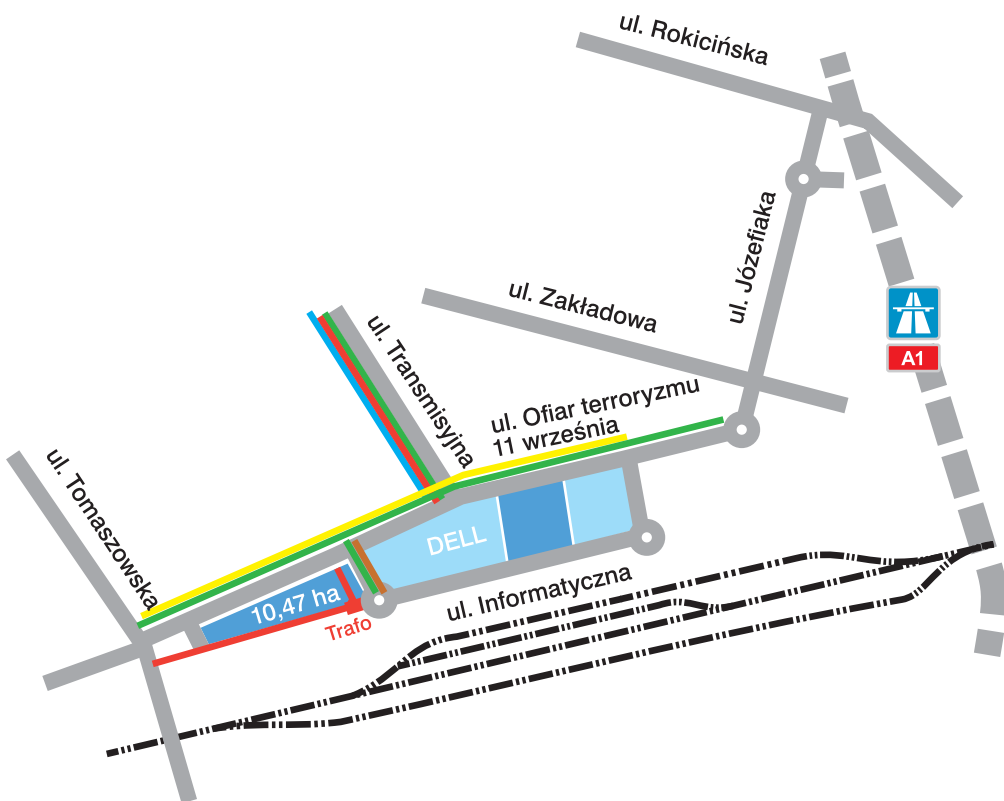 ul. Rokicińska
ul. Józefiaka
ul. Zakładowa
A1
ul. Transmisyjna
ul. Ofiar terroryzmu
11 września
ul. Tomaszowska
DELL
10,47 ha
ul. Informatyczna
Trafo